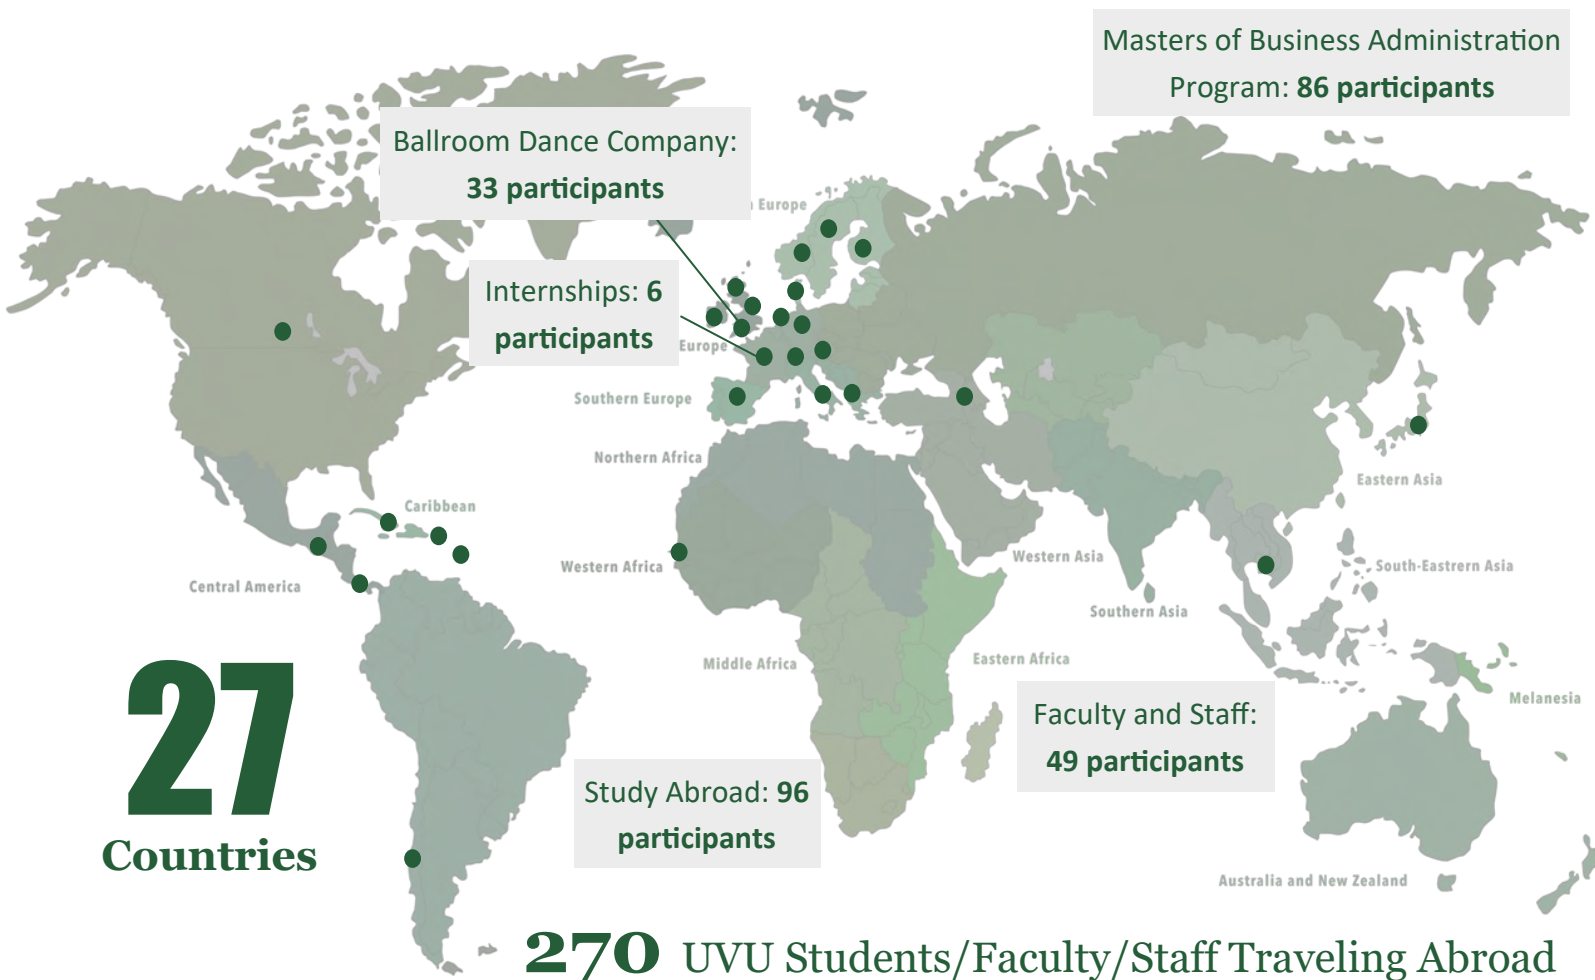 Masters of Business Administration
Program: 86 participants
Ballroom Dance Company:
33 participants
Europe
Internships: 6
participants
Europe
Southern Europe
Northern Africa
Eastern Asia
Caribbean
Western Africa
Western Asia
South-Eastrern Asia
Central America
Southern Asia
Middle Africa
Eastern Africa
Melanesia
27
Countries
Faculty and Staff:
49 participants
Study Abroad: 96
participants
Australia and New Zealand
270 UVU Students/Faculty/Staff Traveling Abroad